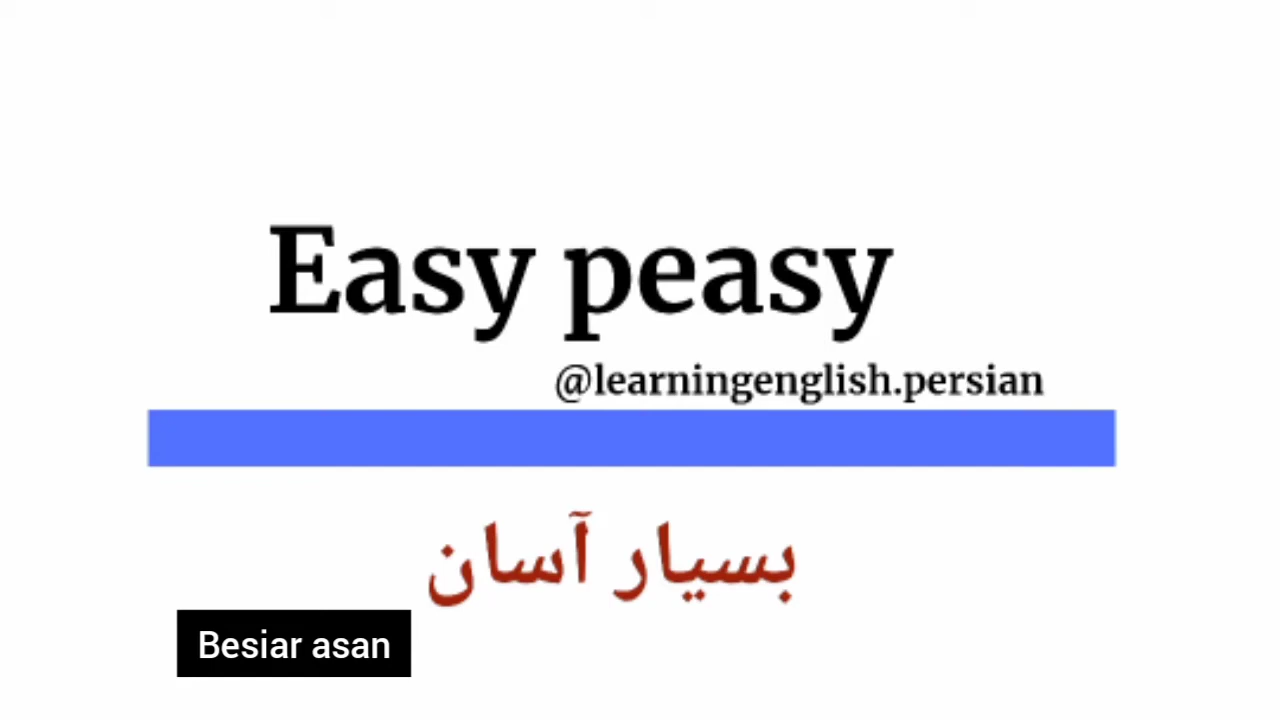 Easy peasy
@learningenglish.persian
بسیار آسان
Besiar asan